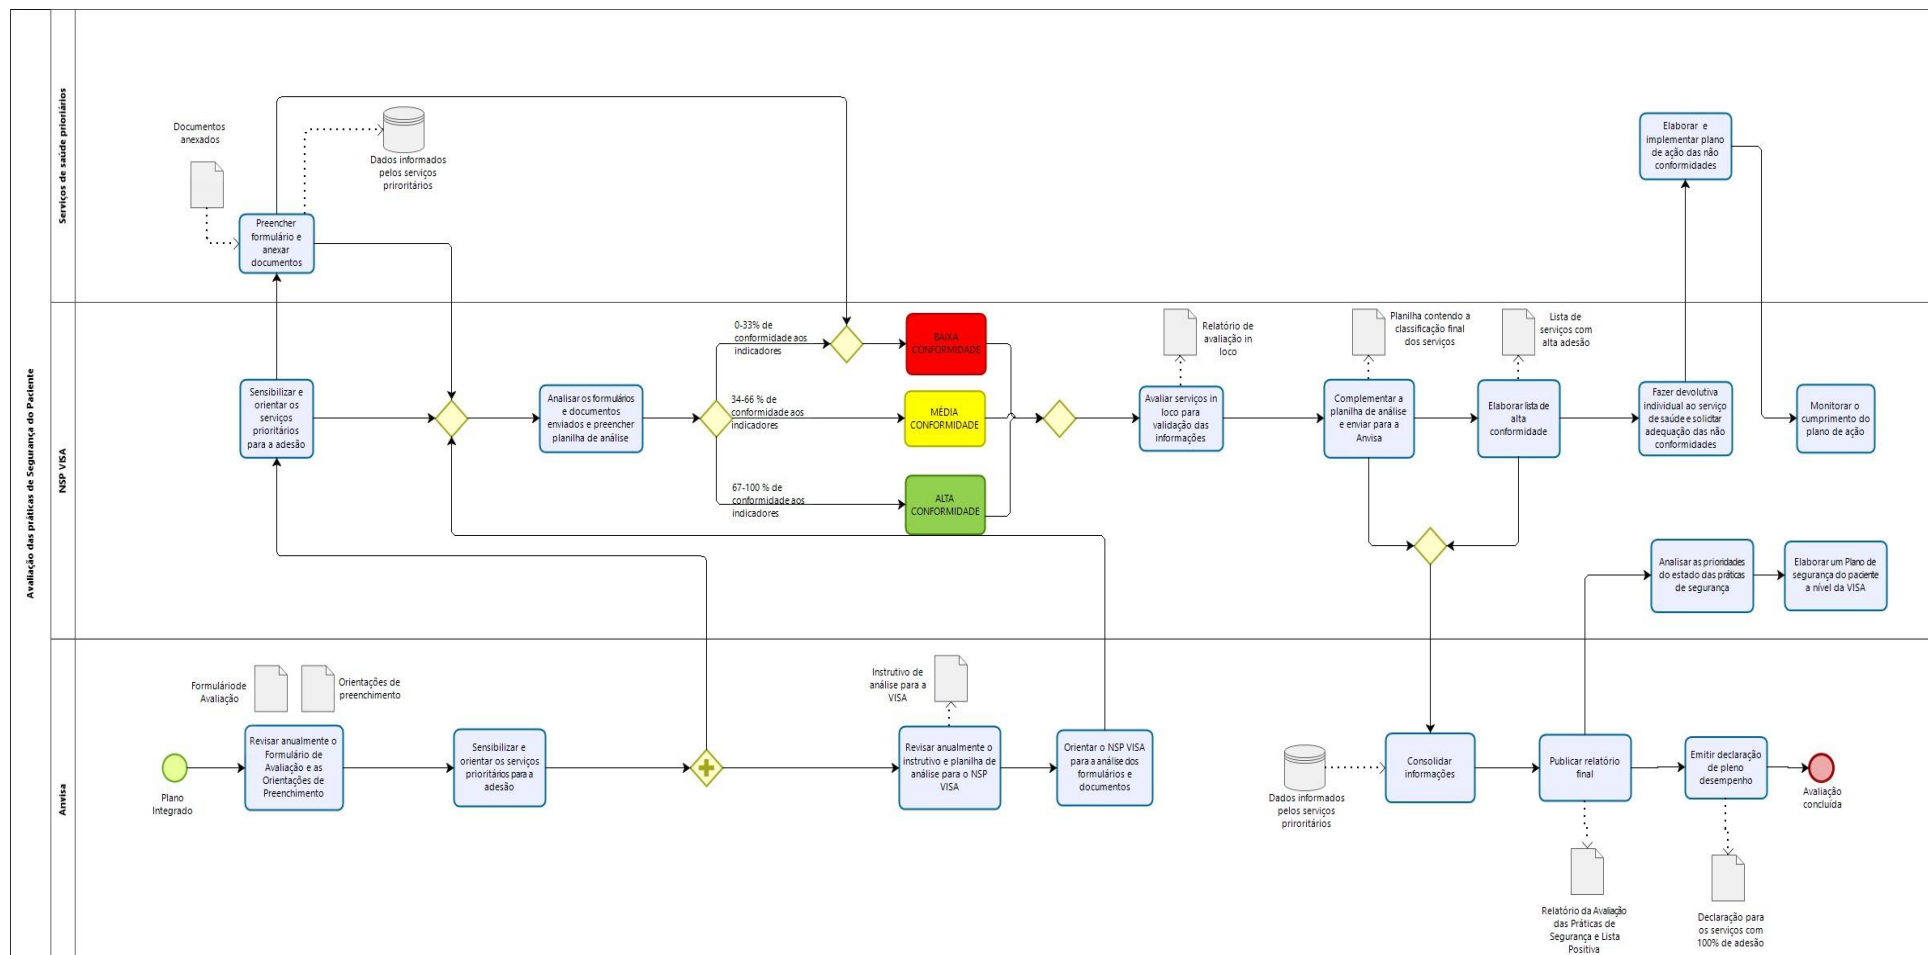 Avaliação das práticas de Segurança do Paciente
Serviços de saúde prioriários
Documentos
anexados
Dados informados
pelos serviços
priroritários
Preencher
formulário e
anexar
documentos
Elaborar e
implementar plano
de ação das não
conformidades
NSP VISA
Sensibilizar e
orientar os
serviços
prioritários
para a adesão
Analisar os formulários
e documentos
enviados e preencher
planilha de análise
0-33% de
conformidade aos
indicadores
34-66 % de
conformidade aos
indicadores
67-100 % de
conformidade aos
indicadores
BAIXA
CONFORMIDADE
MÉDIA
CONFORMIDADE
ALTA
CONFORMIDADE
Relatório de
avaliação in
loco
Avaliar serviços in
loco para
validação das
informações
Planilha contendo a
classificação final
dos serviços
Complementar a
planilha de análise
e enviar para a
Anvisa
Lista de
serviços com
alta adesão
Elaborar lista de
alta
conformidade
Fazer devolutiva
individual ao serviço
de saúde e solicitar
adequação das não
conformidades
Monitorar o
cumprimento do
plano de ação
Analisar as prioridades
do estado das práticas
de segurança
Elaborar um Plano de
segurança do paciente
a nível da VISA
Anvisa
Plano
Integrado
Formulário de
Avaliação
Orientações de
preenchimento
Revisar anualmente o
Formulário de
Avaliação e as
Orientações de
Preenchimento
Sensibilizar e
orientar os serviços
prioritários para a
adesão
Instrutivo de
análise para a
VISA
Revisar anualmente o
instrutivo e planilha de
análise para o NSP
VISA
Orientar o NSP VISA
para a análise dos
formulários e
documentos
Dados informados
pelos serviços
priroritários
Consolidar
informações
Publicar relatório
final
Emitir declaração
de pleno
desempenho
Avaliação
concluída
Relatório da Avaliação
das Práticas de
Segurança e Lista
Positiva
Declaração para
os serviços com
100% de adesão